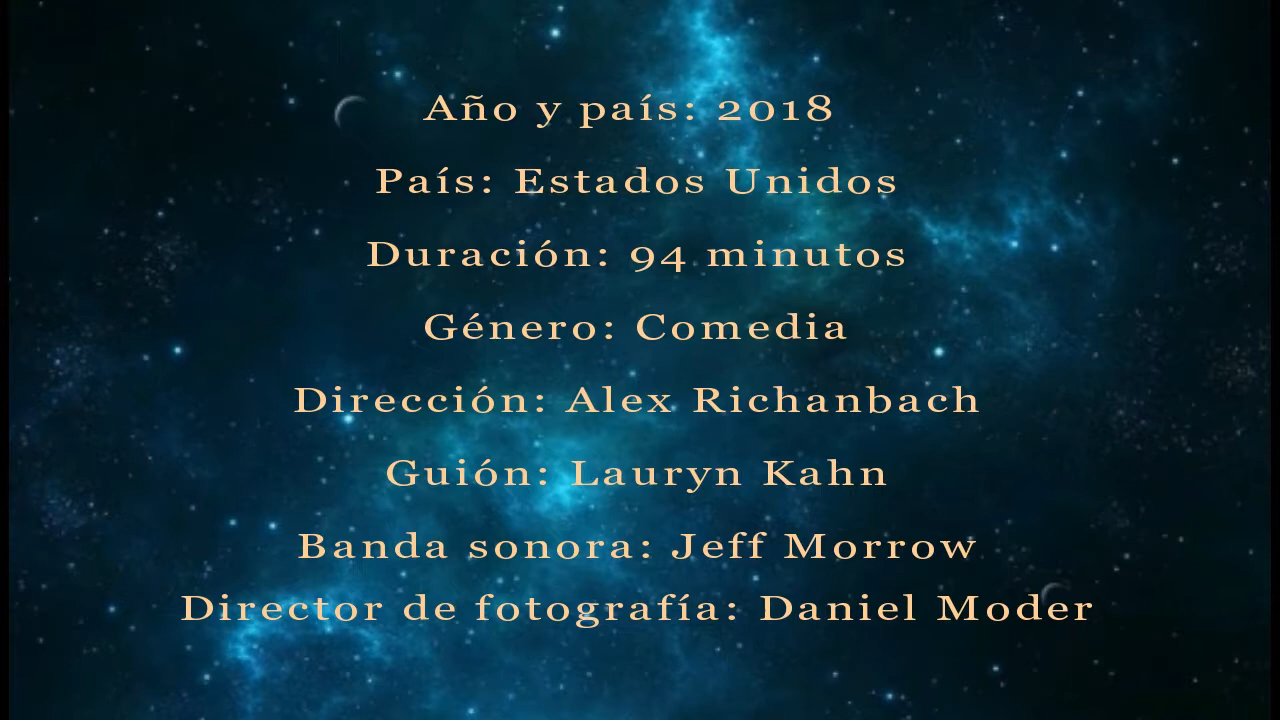 Año y país: 2018
País: Estados Unidos
Duración: 94 minutos
Género: Comedia
Dirección: Alex Richanbach
Guión: Lauryn Kahn
Banda sonora: Jeff Morrow
Director de fotografía: Daniel Moder